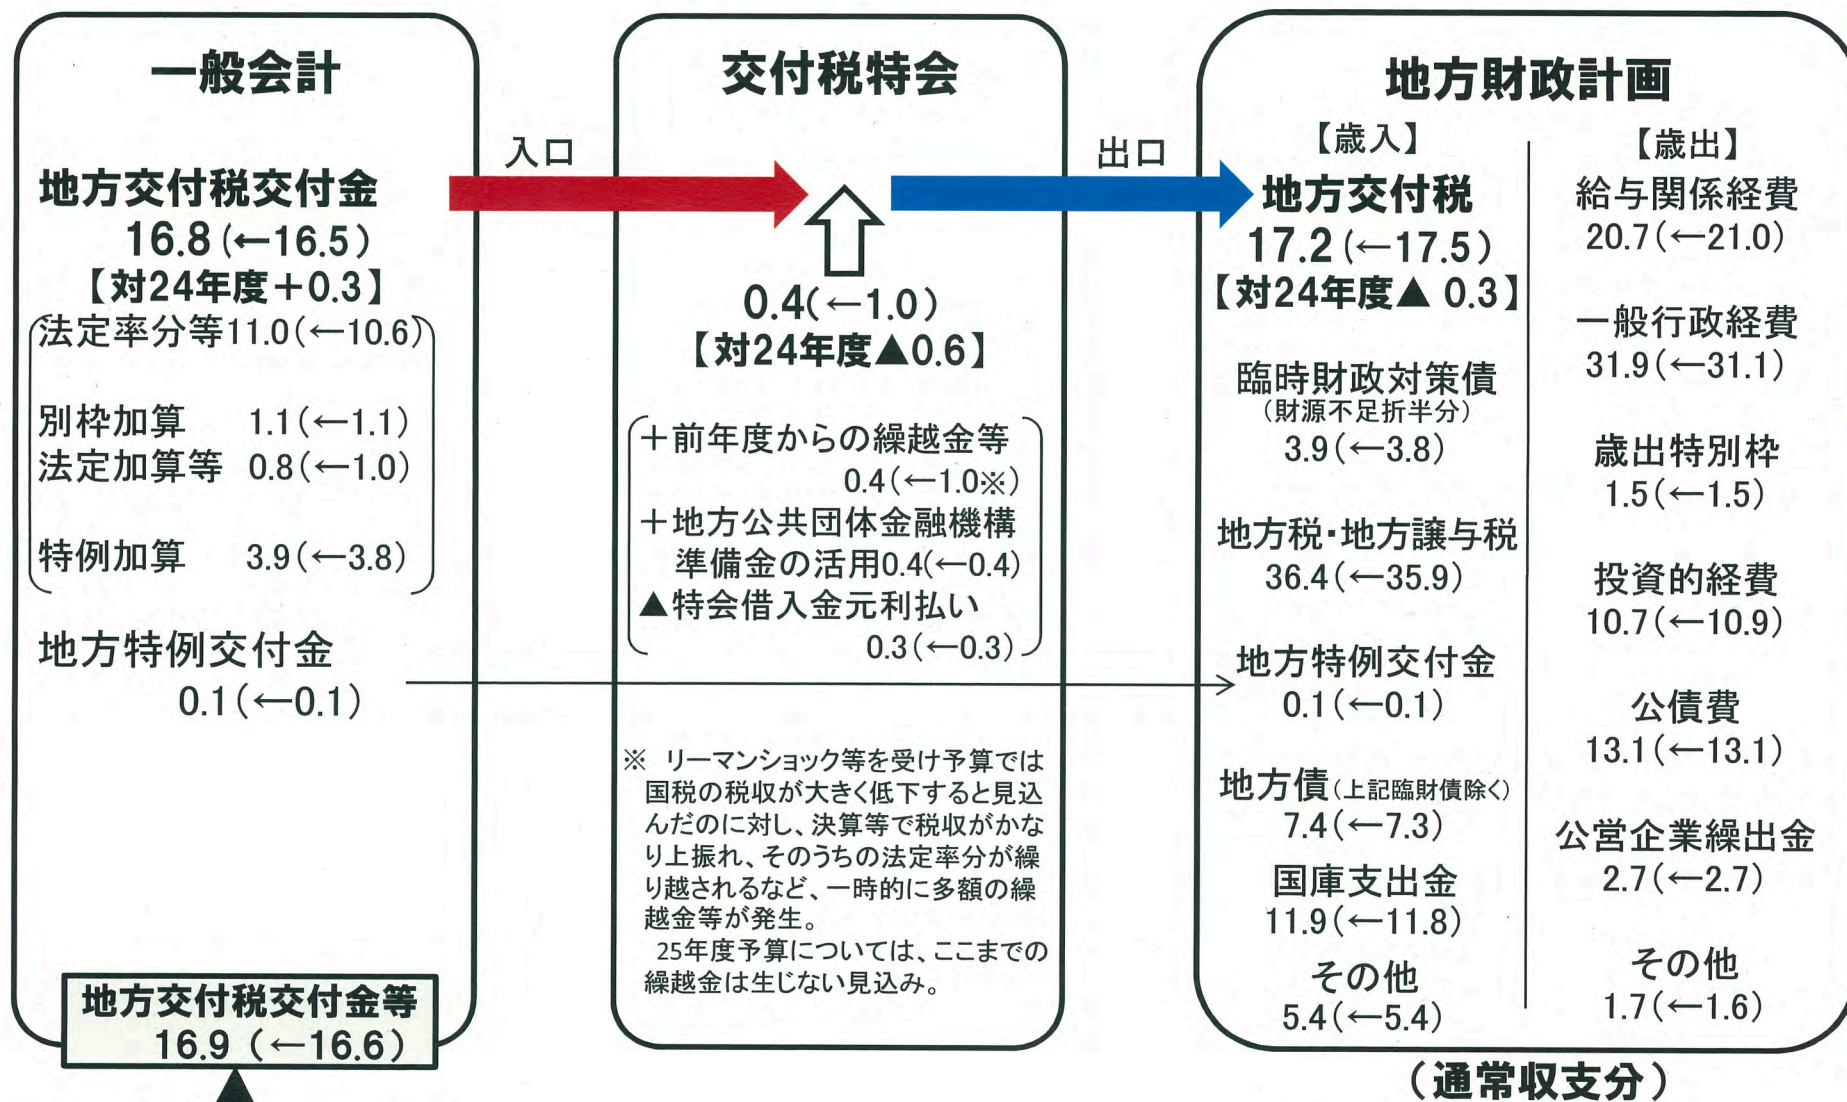 一般会計
地方交付税交付金
16.8(←16.5)
【対24年度+0.3】
法定率分等11.0(←10.6)
別枠加算 1.1(←1.1)
法定加算等 0.8(←1.0)
特例加算 3.9(←3.8)
地方特例交付金
0.1(←0.1)
地方交付税交付金等
16.9 (←16.6)
入口
交付税特会
0.4(←1.0)
【対24年度▲0.6】
+前年度からの繰越金等
0.4(←1.0※)
+地方公共団体金融機構
準備金の活用0.4(←0.4)
▲特会借入金元利払い
0.3(←0.3)
※ リーマンショック等を受け予算では
国税の税収が大きく低下すると見込
んだのに対し、決算等で税収がかな
り上振れ、そのうちの法定率分が繰
り越されるなど、一時的に多額の繰
越金等が発生。
25年度予算については、ここまでの
繰越金は生じない見込み。
出口
地方財政計画
【歳入】
地方交付税
17.2(←17.5)
【対24年度▲ 0.3】
臨時財政対策債
(財源不足折半分)
3.9(←3.8)
地方税・地方譲与税
36.4(←35.9)
地方特例交付金
0.1(←0.1)
地方債(上記臨財債除く)
7.4(←7.3)
国庫支出金
11.9(←11.8)
その他
5.4(←5.4)
【歳出】
給与関係経費
20.7(←21.0)
一般行政経費
31.9(←31.1)
歳出特別枠
1.5(←1.5)
投資的経費
10.7(←10.9)
公債費
13.1(←13.1)
公営企業繰出金
2.7(←2.7)
その他
1.7(←1.6)
(通常収支分)